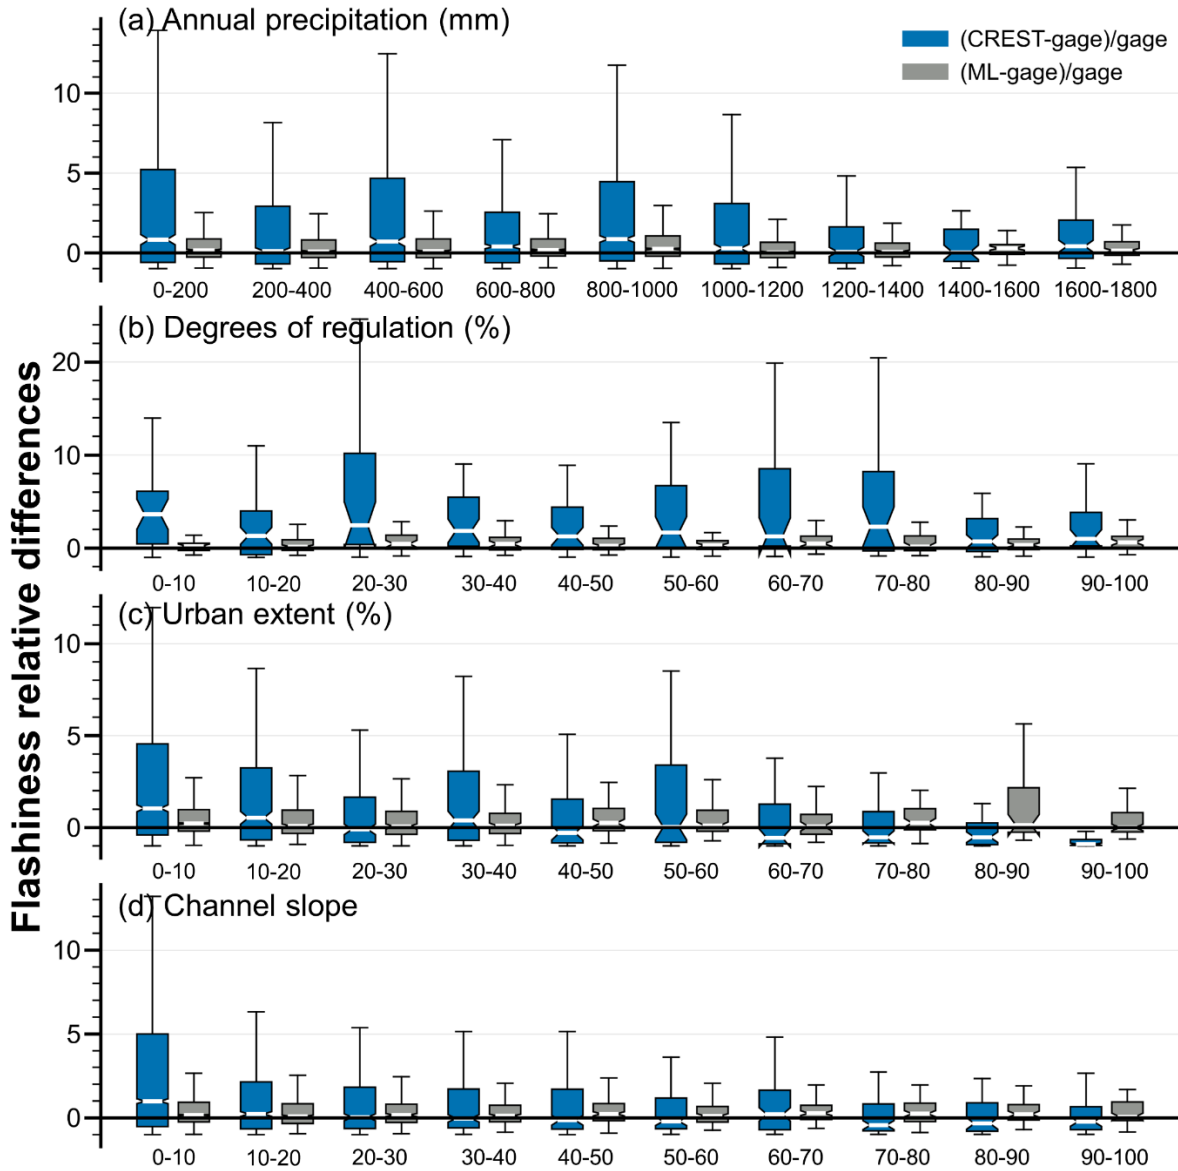 (a) Annual precipitation (mm)
(CREST-gage)/gage
(ML-gage)/gage
10
5
0
0-200 200-400 400-600 600-800 800-1000 1000-1200 1200-1400 1400-1600 1600-1800
(b) Degrees of regulation (%)
20
10
0
0-10 10-20 20-30 30-40 40-50 50-60 60-70 70-80 80-90 90-100
Flashiness relative differences
(c) Urban extent (%)
10
5
0
0-10 10-20 20-30 30-40 40-50 50-60 60-70 70-80 80-90 90-100
(d) Channel slope
10
5
0
0-10 10-20 20-30 30-40 40-50 50-60 60-70 70-80 80-90 90-100